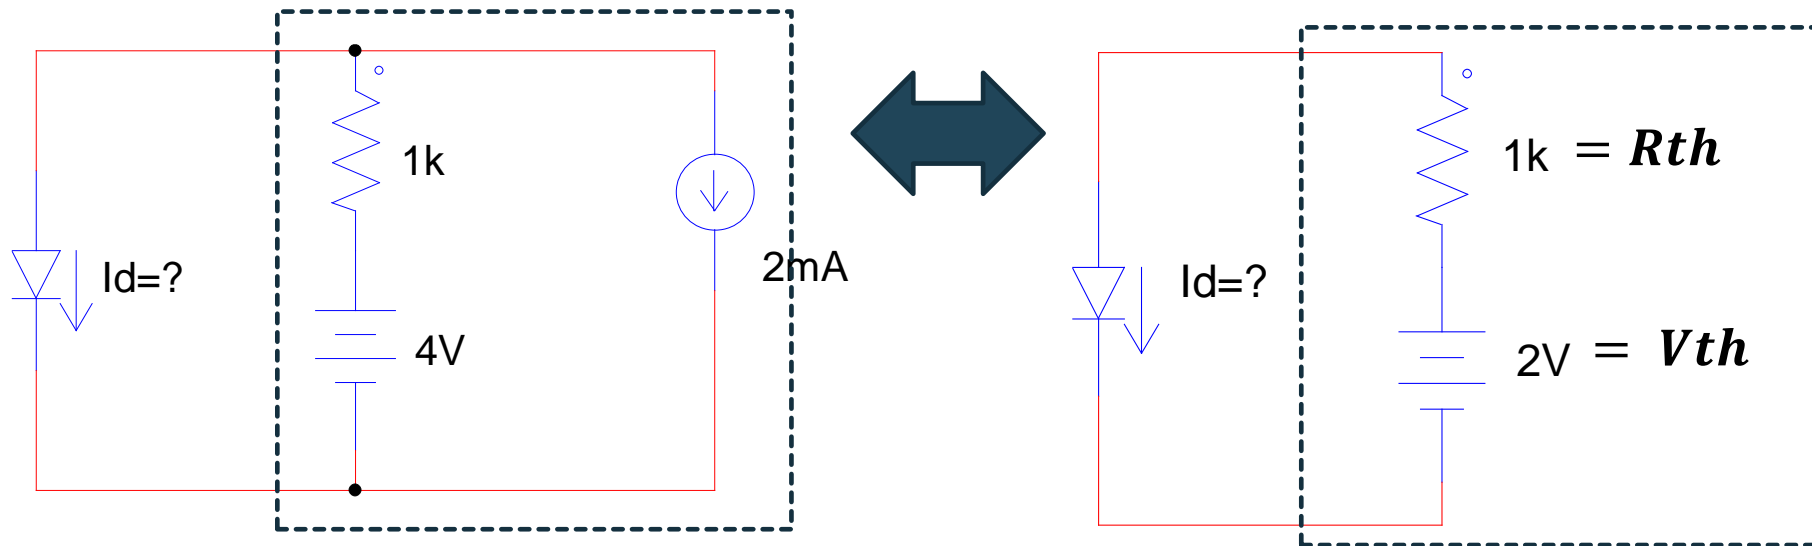 1k
Id=?
2mA
4V
1k = Rth
Id=?
2V = Vth